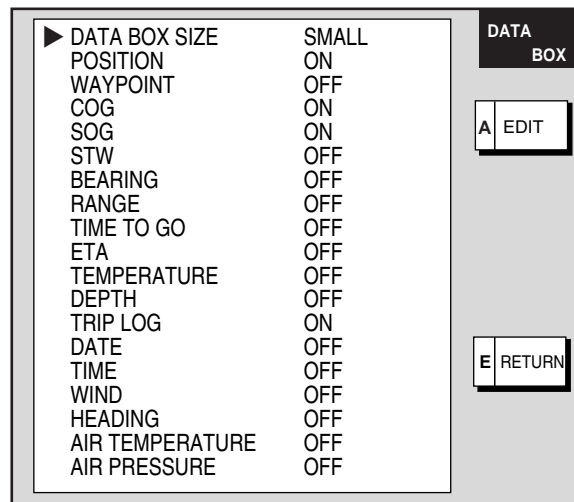 ▶ DATA BOX SIZE SMALL
POSITION ON
WAYPOINT OFF
COG ON
SOG ON
STW OFF
BEARING OFF
RANGE OFF
TIME TO GO OFF
ETA OFF
TEMPERATURE OFF
DEPTH OFF
TRIP LOG ON
DATE OFF
TIME OFF
WIND OFF
HEADING OFF
AIR TEMPERATURE OFF
AIR PRESSURE OFF
DATA
BOX
A EDIT
E RETURN